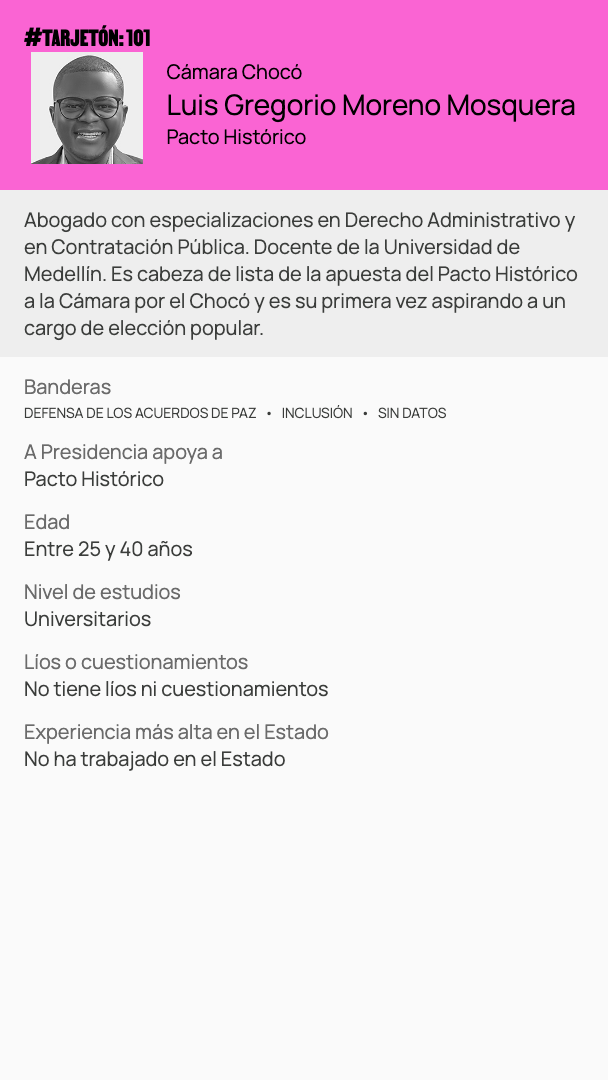 #TARJETÓN: 101
Cámara Chocó
Luis Gregorio Moreno Mosquera
Pacto Histórico
Abogado con especializaciones en Derecho Administrativo y
en Contratación Pública. Docente de la Universidad de
Medellín. Es cabeza de lista de la apuesta del Pacto Histórico
a la Cámara por el Chocó y es su primera vez aspirando a un
cargo de elección popular.
Banderas
DEFENSA DE LOS ACUERDOS DE PAZ • INCLUSIÓN • SIN DATOS
A Presidencia apoya a
Pacto Histórico
Edad
Entre 25 y 40 años
Nivel de estudios
Universitarios
Líos o cuestionamientos
No tiene líos ni cuestionamientos
Experiencia más alta en el Estado
No ha trabajado en el Estado